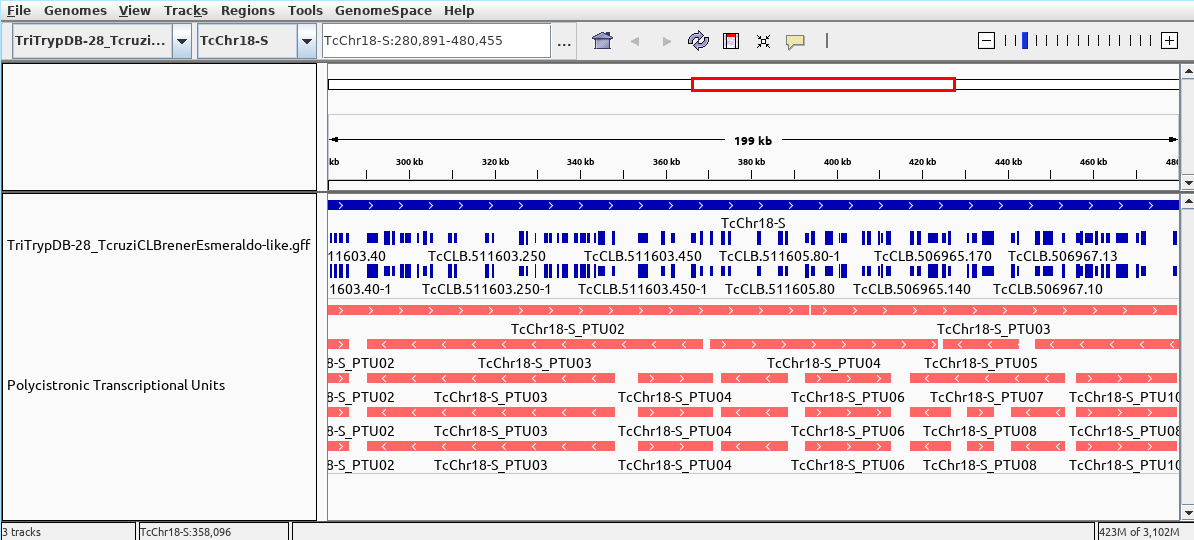 File Genomes View Tracks Regions Tools GenomeSpace Help
TriTrypDB-28_Tcruzi... TcChr18-S TcChr18-S:280,891-480,455 ...
199 kb
kb 300 kb 320 kb 340 kb 360 kb 380 kb 400 kb 420 kb 440 kb 460 kb 480
TcChr18-S
TriTrypDB-28_TcruziCLBrenerEsmeraldo-like.gff
11603.40 TcCLB.511603.250 TcCLB.511603.450 TcCLB.511605.80-1 TcCLB.506965.170 TcCLB.506967.13
1603.40-1 TcCLB.511603.250-1 TcCLB.511603.450-1 TcCLB.511605.80 TcCLB.506965.140 TcCLB.506967.10
TcChr18-S_PTU02 TcChr18-S_PTU03
8-S_PTU02 TcChr18-S_PTU03 TcChr18-S_PTU04 TcChr18-S_PTU05
Polycistronic Transcriptional Units
8-S_PTU02 TcChr18-S_PTU03 TcChr18-S_PTU04 TcChr18-S_PTU06 TcChr18-S_PTU07 TcChr18-S_PTU10
8-S_PTU02 TcChr18-S_PTU03 TcChr18-S_PTU04 TcChr18-S_PTU06 TcChr18-S_PTU08 TcChr18-S_PTU08
8-S_PTU02 TcChr18-S_PTU03 TcChr18-S_PTU04 TcChr18-S_PTU06 TcChr18-S_PTU08 TcChr18-S_PTU10
3 tracks TcChr18-S:358,096 423M of 3,102M